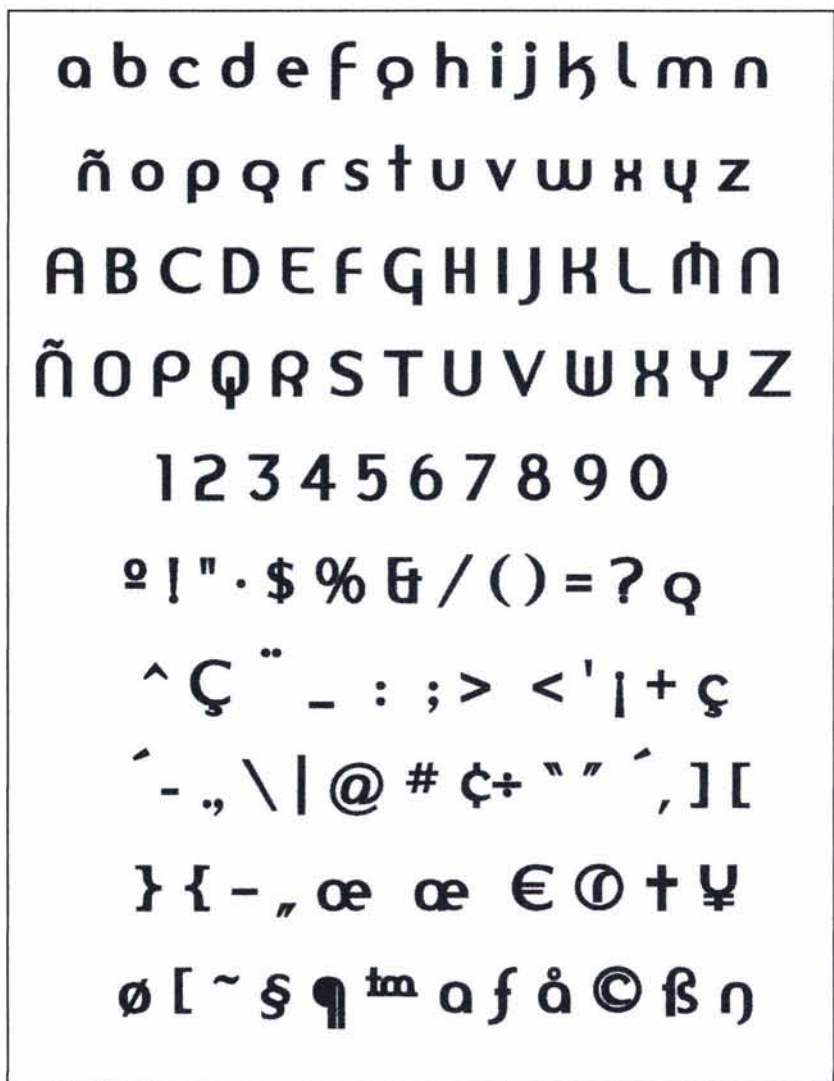 a b c d e f g h i j k l m n
ñ o p q r s t u v w x y z
A B C D E F G H I J K L M N
Ñ O P Q R S T U V W X Y Z
1 2 3 4 5 6 7 8 9 0
º ! " · $ % & / ( ) = ? Q
^ Ç ¨ _ : ; > < ' ¡ + ç
´ - . „ \ | @ # ¢ ÷ “ ” ´ , ] [
} { – „ œ œ € ® † ¥
ø [ ~ § ¶ ™ a ƒ å © ß ŋ